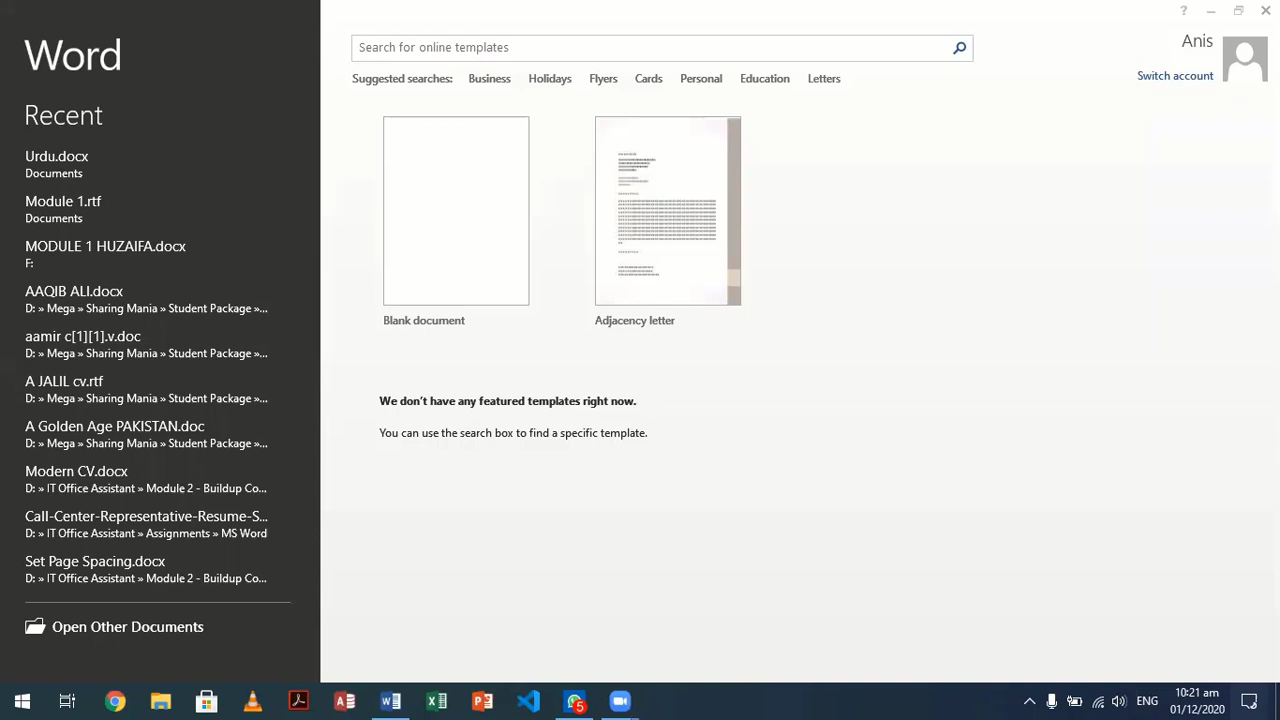 Word
Recent
Urdu.docx
Documents
Module 1.rtf
Documents
MODULE 1 HUZAIFA.docx
F:
AAQIB ALI.docx
D: » Mega » Sharing Mania » Student Package »...
aamir c[1][1].v.doc
D: » Mega » Sharing Mania » Student Package »...
A JALIL cv.rtf
D: » Mega » Sharing Mania » Student Package »...
A Golden Age PAKISTAN.doc
D: » Mega » Sharing Mania » Student Package »...
Modern CV.docx
D: » IT Office Assistant » Module 2 - Buildup Co...
Call-Center-Representative-Resume-S...
D: » IT Office Assistant » Assignments » MS Word
Set Page Spacing.docx
D: » IT Office Assistant » Module 2 - Buildup Co...
Open Other Documents
Search for online templates
Suggested searches: Business Holidays Flyers Cards Personal Education Letters
?
Anis
Switch account
Blank document
Adjacency letter
We don't have any featured templates right now.
You can use the search box to find a specific template.
5
ENG
10:21 am
01/12/2020